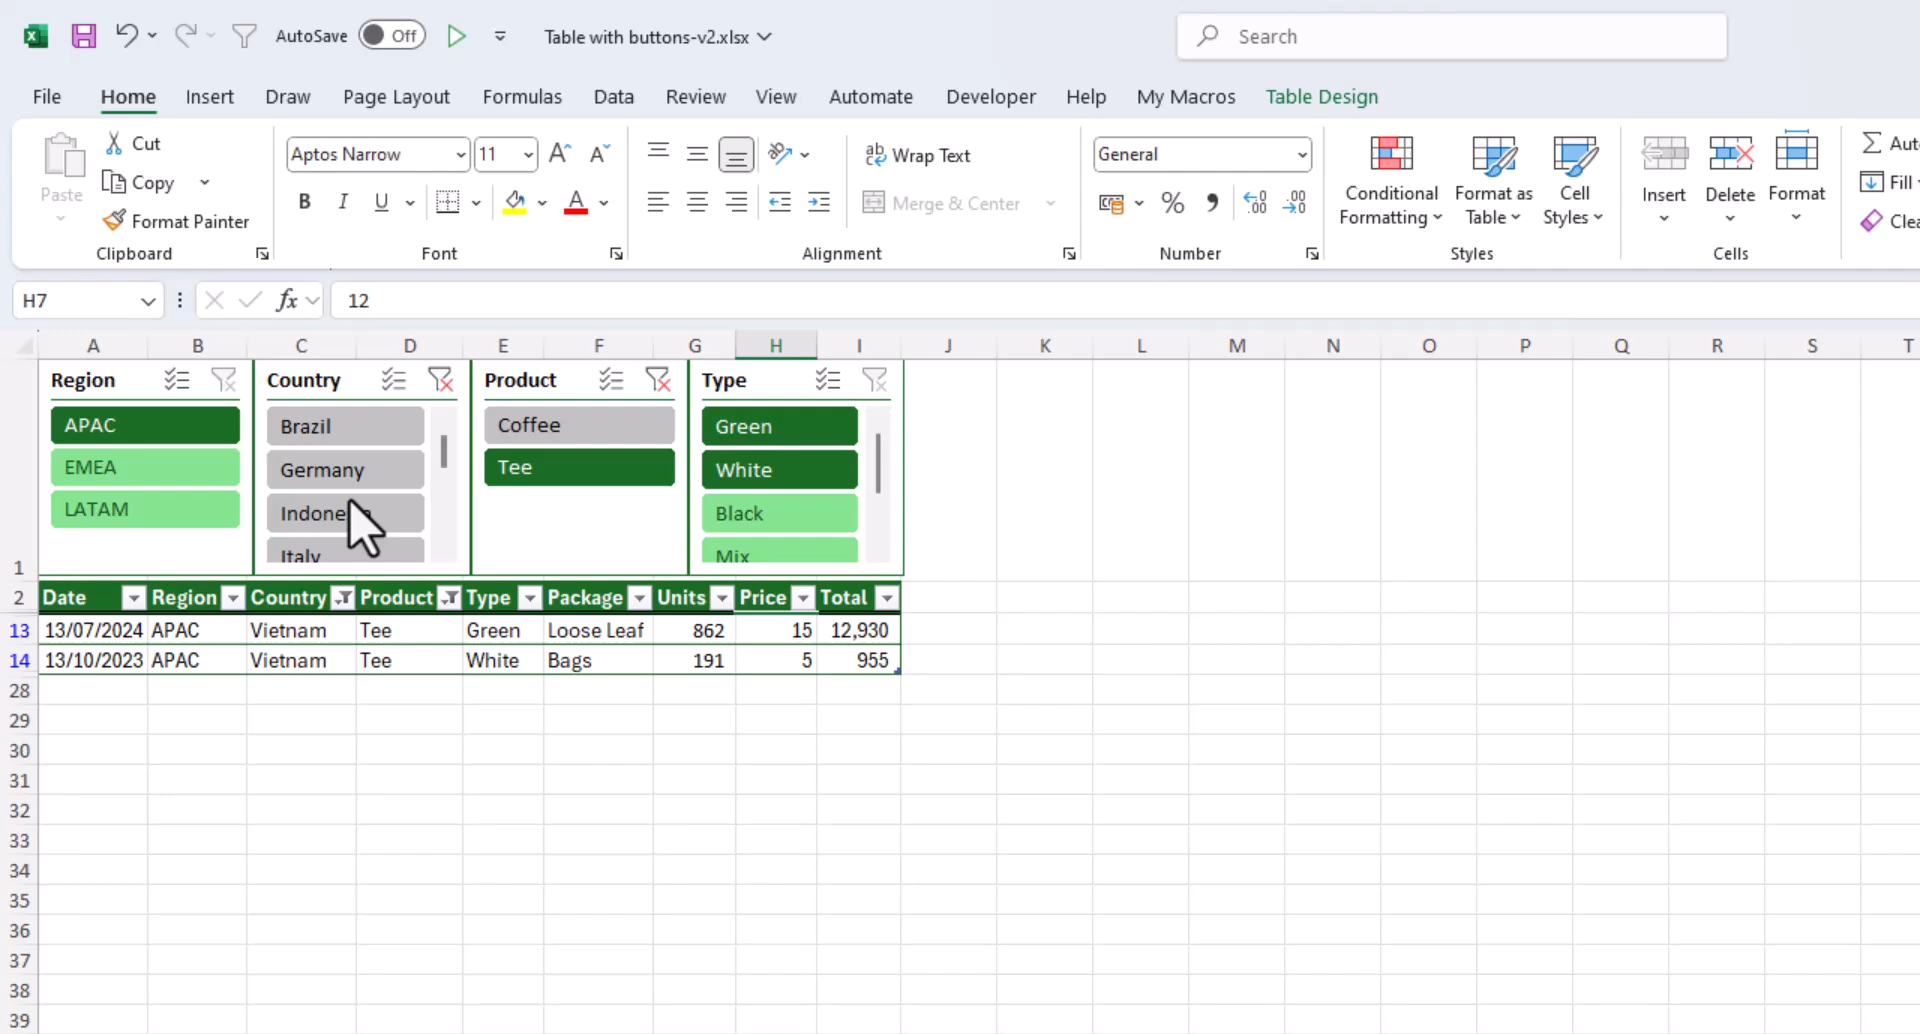 AutoSave Off Table with buttons-v2.xlsx Search
File Home Insert Draw Page Layout Formulas Data Review View Automate Developer Help My Macros Table Design
Paste
Cut
Copy
Format Painter
Clipboard
Aptos Narrow 11
B I U A
Font
Wrap Text
Merge & Center
Alignment
General
% 9
Number
Conditional
Formatting
Format as
Table
Cell
Styles
Styles
Insert
Delete
Format
Cells
Fill
H7 fx 12
A B C D E F G H I J K L M N O P Q R S T
Region Country Product Type
APAC Brazil Coffee Green
EMEA Germany Tee White
LATAM Black
Italy Mix
1
2 Date Region Country Product Type Package Units Price Total
13 13/07/2024 APAC Vietnam Tee Green Loose Leaf 862 15 12,930
14 13/10/2023 APAC Vietnam Tee White Bags 191 5 955
28
29
30
31
32
33
34
35
36
37
38
39